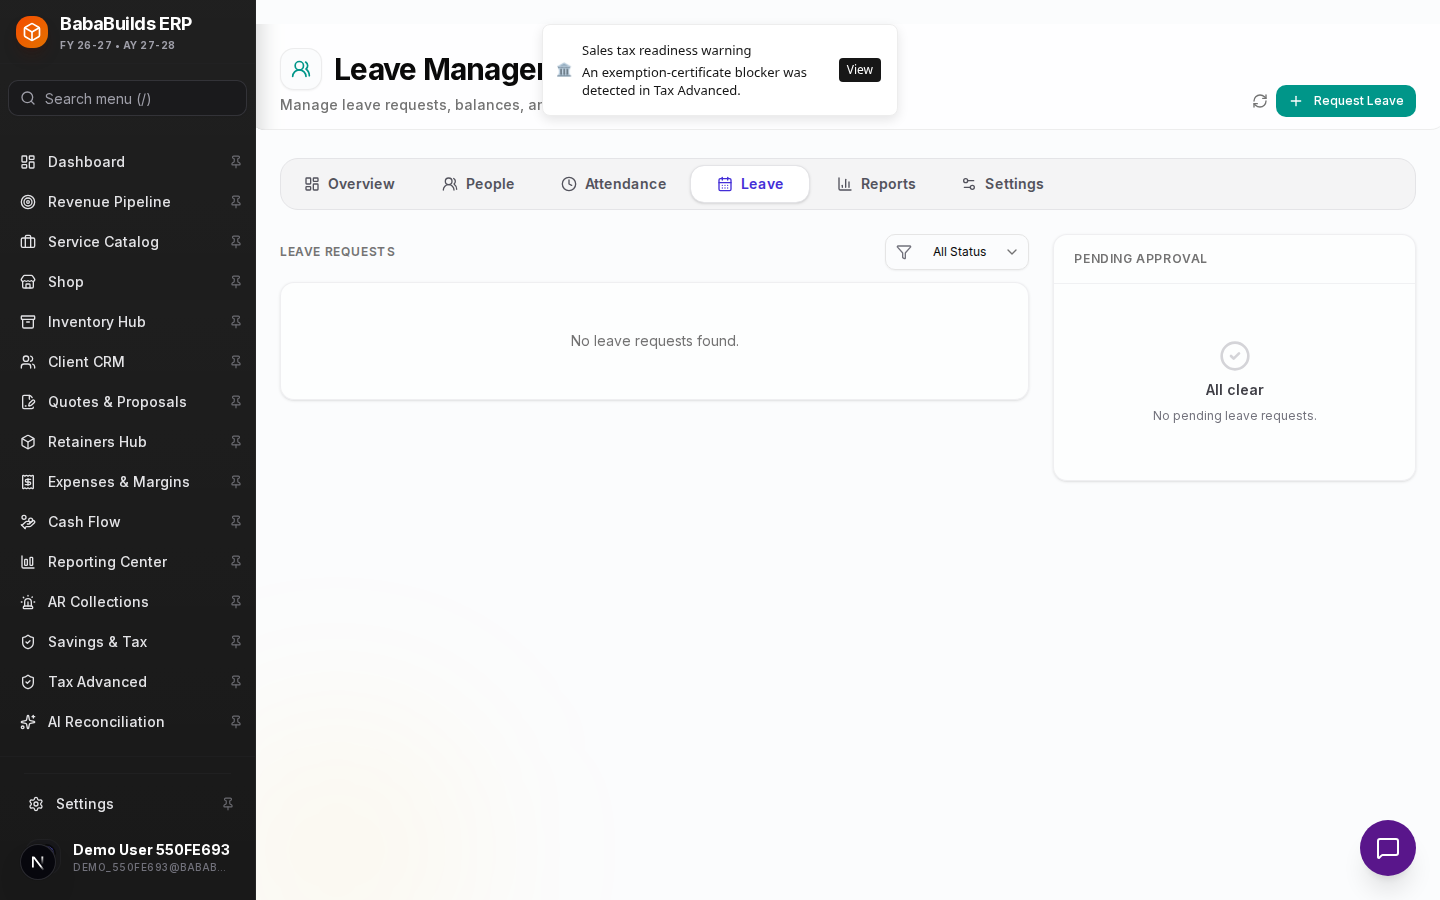 BabaBuilds ERP
FY 26-27 • AY 27-28
Search menu (/)
Dashboard
Revenue Pipeline
Service Catalog
Shop
Inventory Hub
Client CRM
Quotes & Proposals
Retainers Hub
Expenses & Margins
Cash Flow
Reporting Center
AR Collections
Savings & Tax
Tax Advanced
AI Reconciliation
Settings
Demo User 550FE693
DEMO_550FE693@BABAB...
Leave Manager
Manage leave requests, balances, ar
Sales tax readiness warning
An exemption-certificate blocker was
detected in Tax Advanced.
View
Request Leave
Overview
People
Attendance
Leave
Reports
Settings
LEAVE REQUESTS
All Status
No leave requests found.
PENDING APPROVAL
All clear
No pending leave requests.